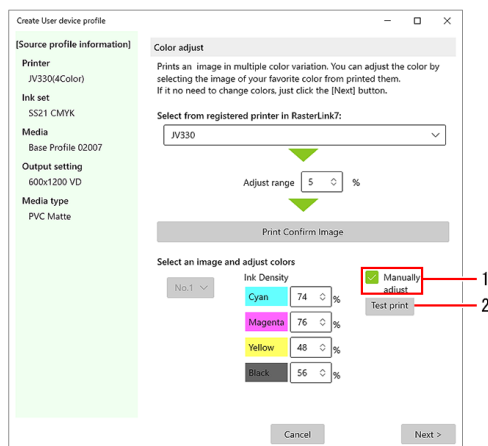 Create User device profile
[Source profile information]
Printer
JV330(4Color)
Ink set
SS21 CMYK
Media
Base Profile 02007
Output setting
600x1200 VD
Media type
PVC Matte
Color adjust
Prints an image in multiple color variation. You can adjust the color by
selecting the image of your favorite color from printed them.
If it no need to change colors, just click the [Next] button.
Select from registered printer in RasterLink7:
JV330
Adjust range 5 %
Print Confirm Image
Select an image and adjust colors
No.1
Ink Density
Cyan 74 %
Magenta 76 %
Yellow 48 %
Black 56 %
Manually
adjust
1
Test print
2
Cancel
Next >